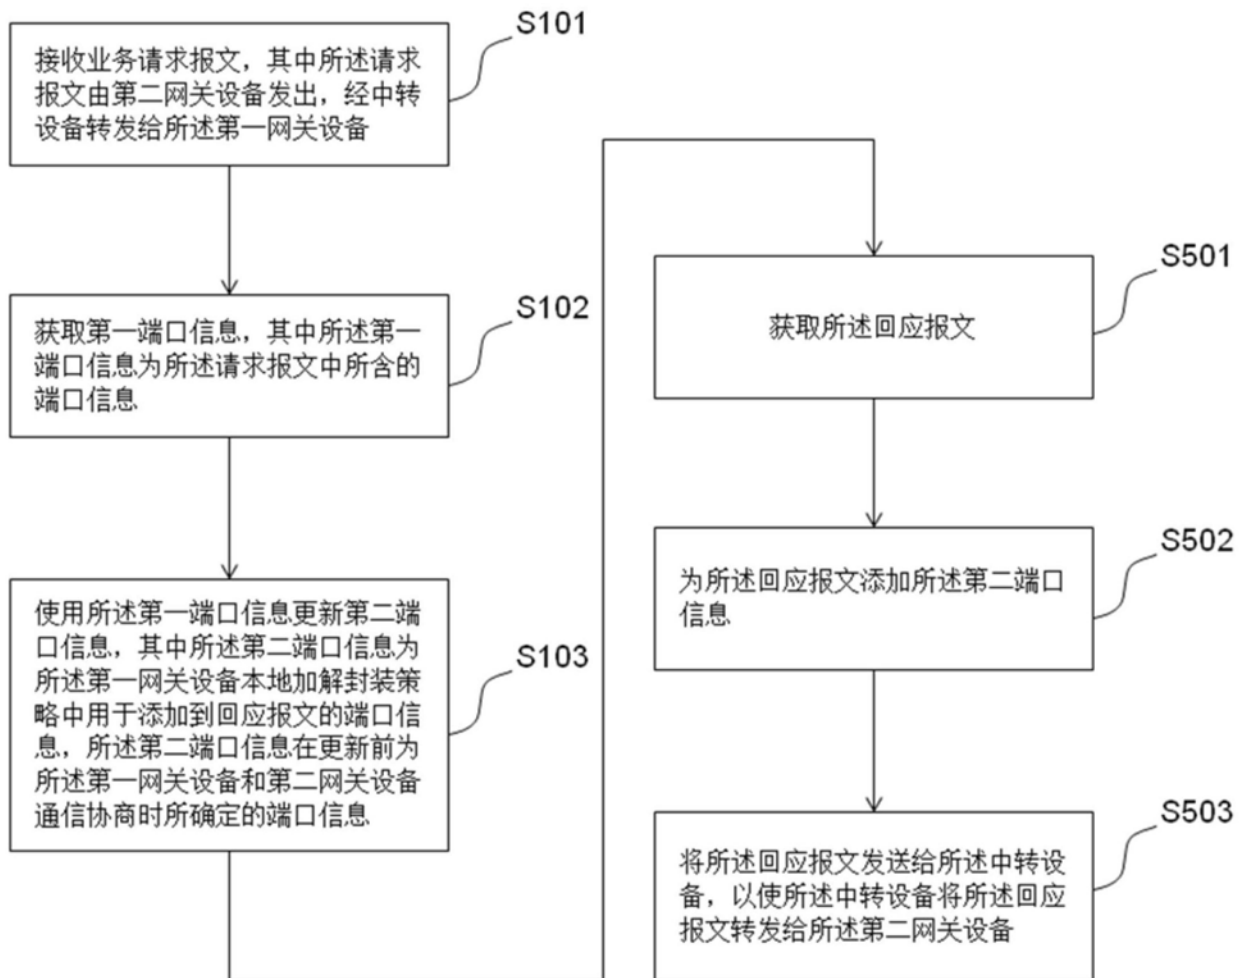 S101
接收业务请求报文，其中所述请求
报文由第二网关设备发出，经中转
设备转发给所述第一网关设备
S102
获取第一端口信息，其中所述第一
端口信息为所述请求报文中所含的
端口信息
S103
使用所述第一端口信息更新第二端
口信息，其中所述第二端口信息为
所述第一网关设备本地加解封装策
略中用于添加到回应报文的端口信
息，所述第二端口信息在更新前为
所述第一网关设备和第二网关设备
通信协商时所确定的端口信息
S501
获取所述回应报文
S502
为所述回应报文添加所述第二端口
信息
S503
将所述回应报文发送给所述中转设
备，以使所述中转设备将所述回应
报文转发给所述第二网关设备